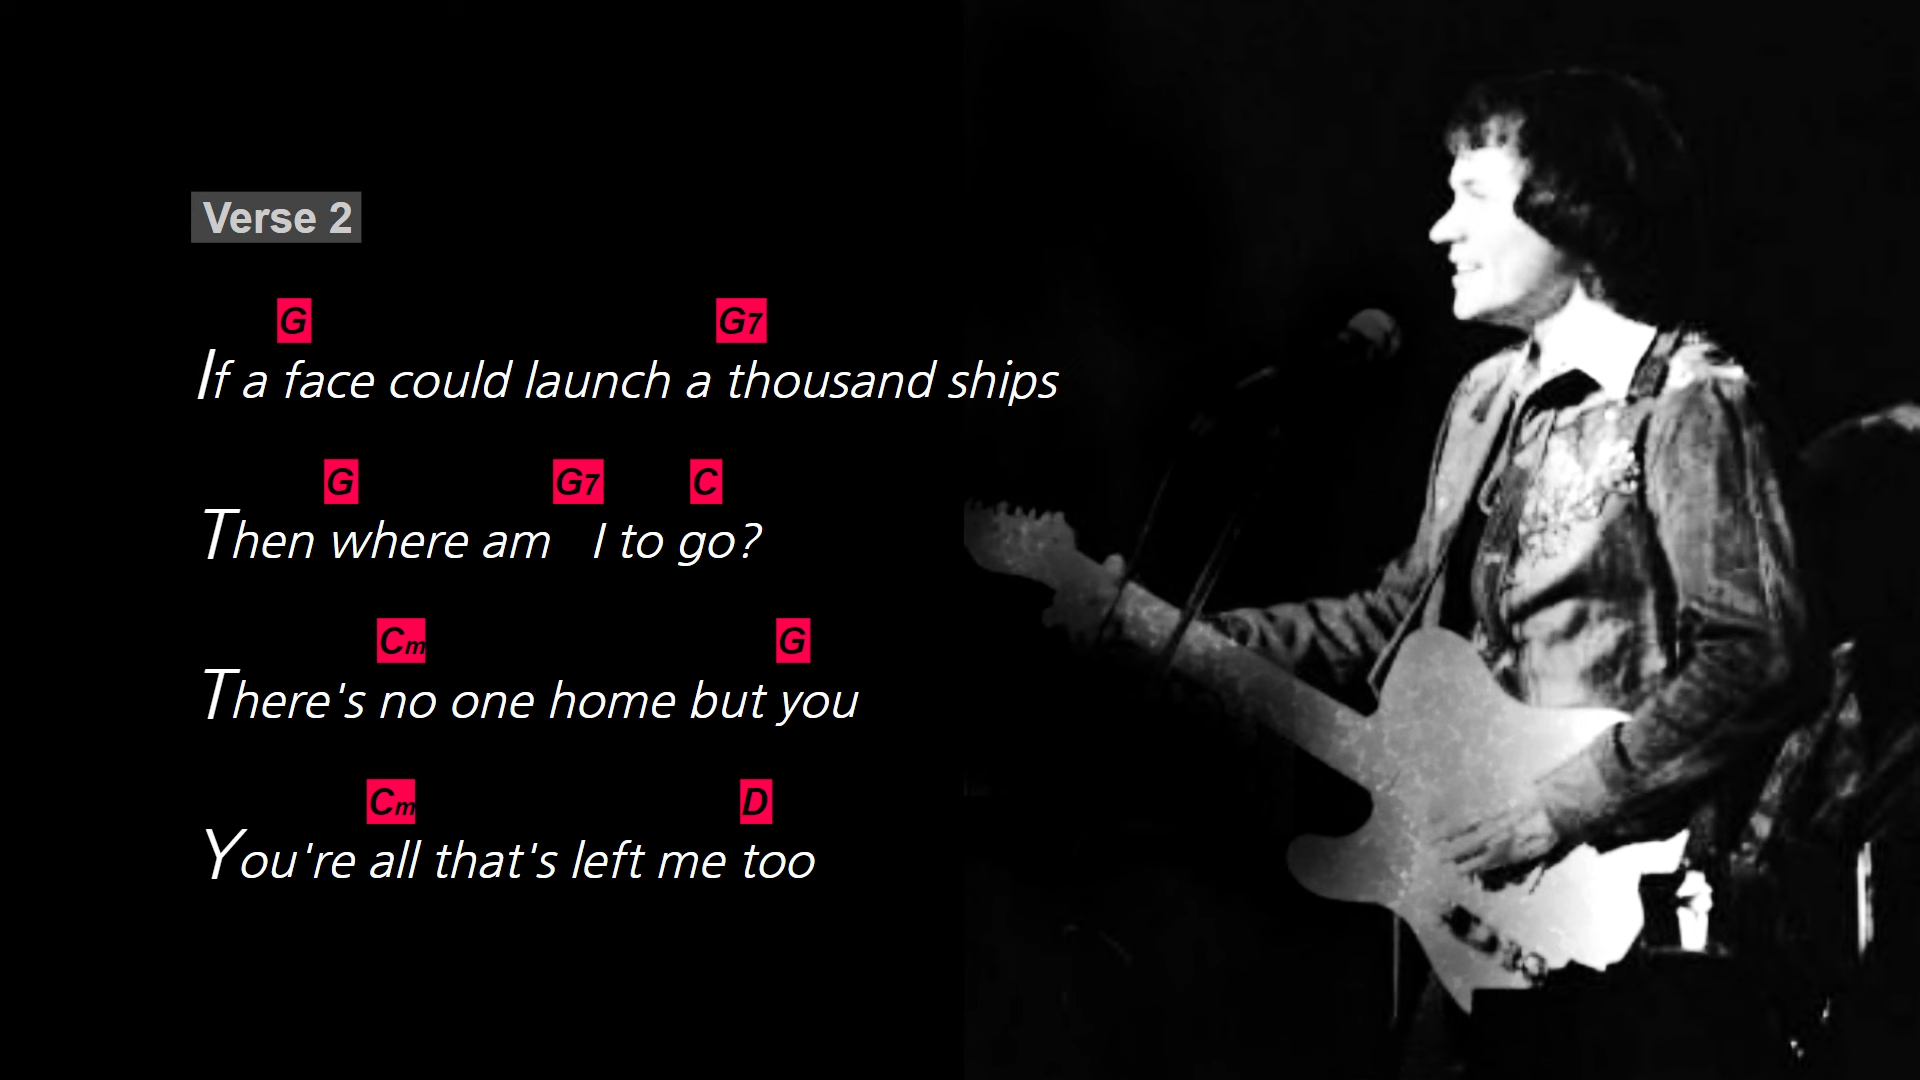 Verse 2
G G7
If a face could launch a thousand ships
G G7 C
Then where am I to go?
Cm G
There's no one home but you
Cm D
You're all that's left me too